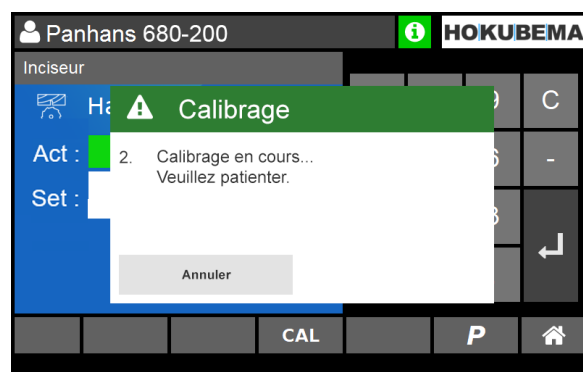 Panhans 680-200
HOKUBEMA
Inciseur
Calibrage
C
Act :
2. Calibrage en cours...
Veuillez patienter.
-
Set :
Annuler
CAL
P